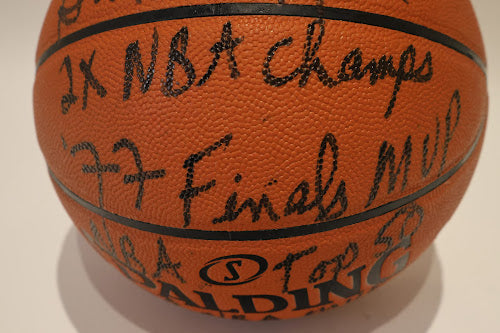 2X NBA Champs
'77 Finals MVP
NBA Top 50
SPALDING